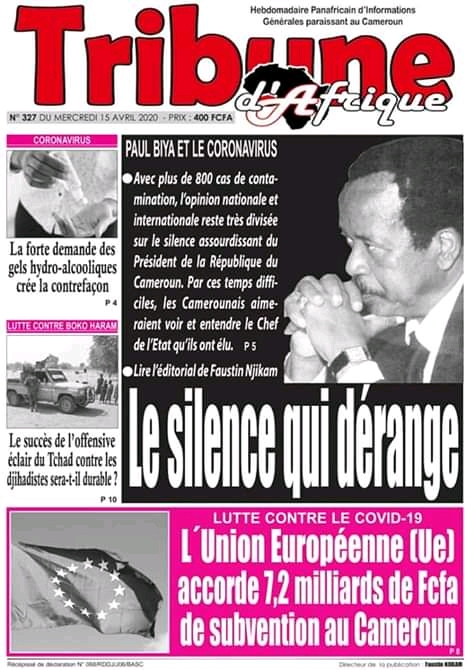 Hebdomadaire Panafricain d'Informations
Générales paraissant au Cameroun
Tribune
d'Afrique
N° 327 DU MERCREDI 15 AVRIL 2020 - PRIX : 400 FCFA
CORONAVIRUS
La forte demande des
gels hydro-alcooliques
crée la contrefaçon
P 4
LUTTE CONTRE BOKO HARAM
Le succès de l'offensive
éclair du Tchad contre les
djihadistes sera-t-il durable ?
P 10
PAUL BIYA ET LE CORONAVIRUS
●Avec plus de 800 cas de conta-
mination, l'opinion nationale et
internationale reste très divisée
sur le silence assourdissant du
Président de la République du
Cameroun. Par ces temps diffi-
ciles, les Camerounais aime-
raient voir et entendre le Chef
de l'Etat qu'ils ont élu. P 5
●Lire l'éditorial de Faustin Njikam
Le silence qui dérange
LUTTE CONTRE LE COVID-19
L´Union Européenne (Ue)
accorde 7,2 milliards de Fcfa
de subvention au Cameroun
P 8
Récépissé de déclaration N°
Directeur de la publication